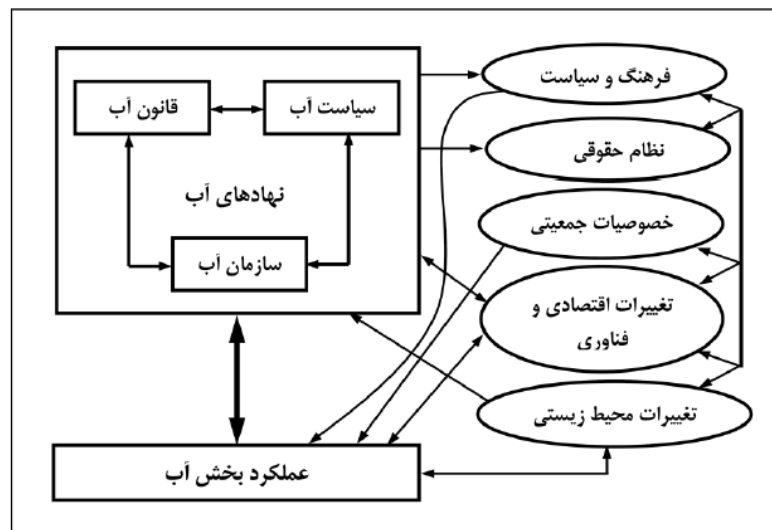 فرهنگ و سیاست
سیاست آب
قانون آب
نظام حقوقی
نهادهای آب
خصوصیات جمعیتی
سازمان آب
تغییرات اقتصادی و
فناوری
تغییرات محیط زیستی
عملکرد بخش آب